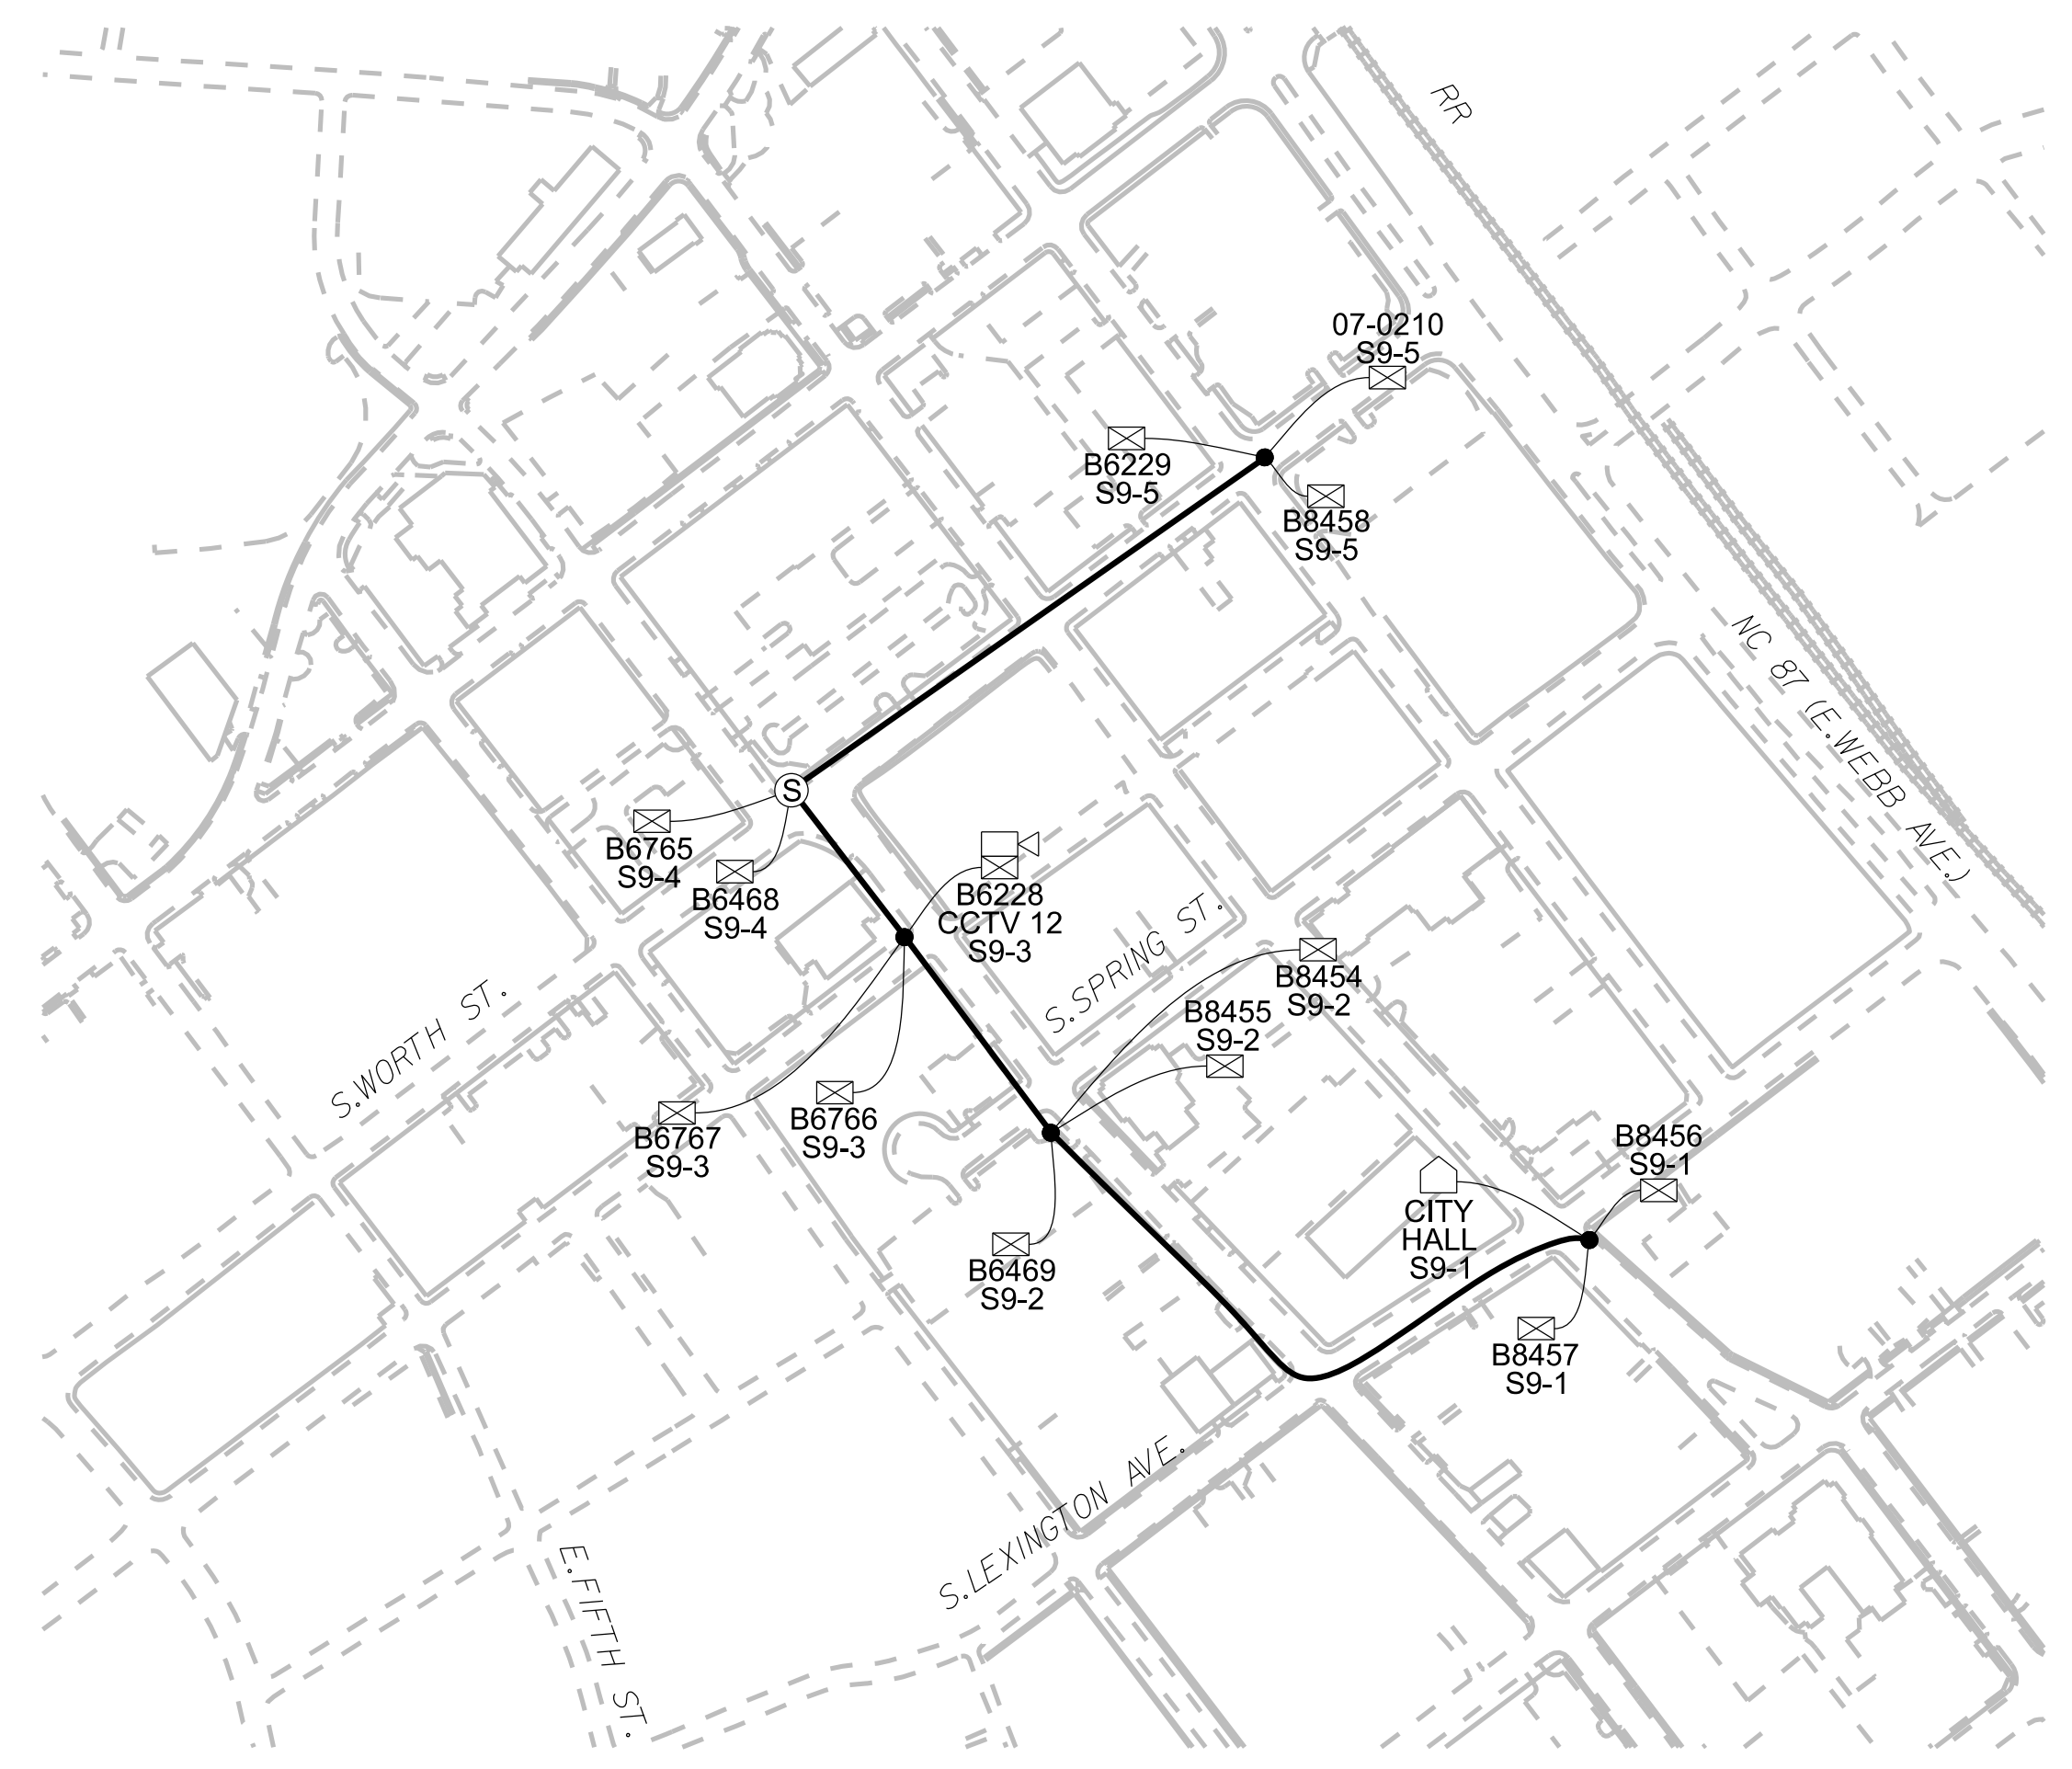 RR
07-0210
S9-5
B6229
S9-5
B8458
S9-5
NC 87 (E.WEBB AVE.)
S
B6765
S9-4
B6468
S9-4
B6228
CCTV 12
S9-3
S.SPRING ST.
B8454
S9-2
B8455
S9-2
S.WORTH ST.
B6767
S9-3
B6766
S9-3
B8456
S9-1
CITY
HALL
S9-1
B6469
S9-2
B8457
S9-1
S.LEXINGTON AVE.
E.FIFTH ST.